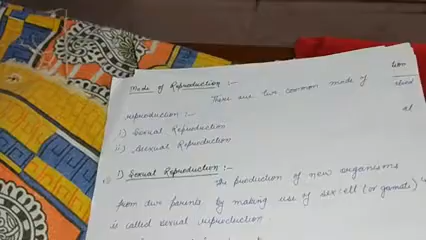 Mode of Reproduction :-
There are two common mode of
reproduction :-
i) Sexual Reproduction
ii) Asexual Reproduction
1) Sexual Reproduction :-
The production of new organisms
from two parents by making use of sex cell (or gamete)
is called sexual reproduction